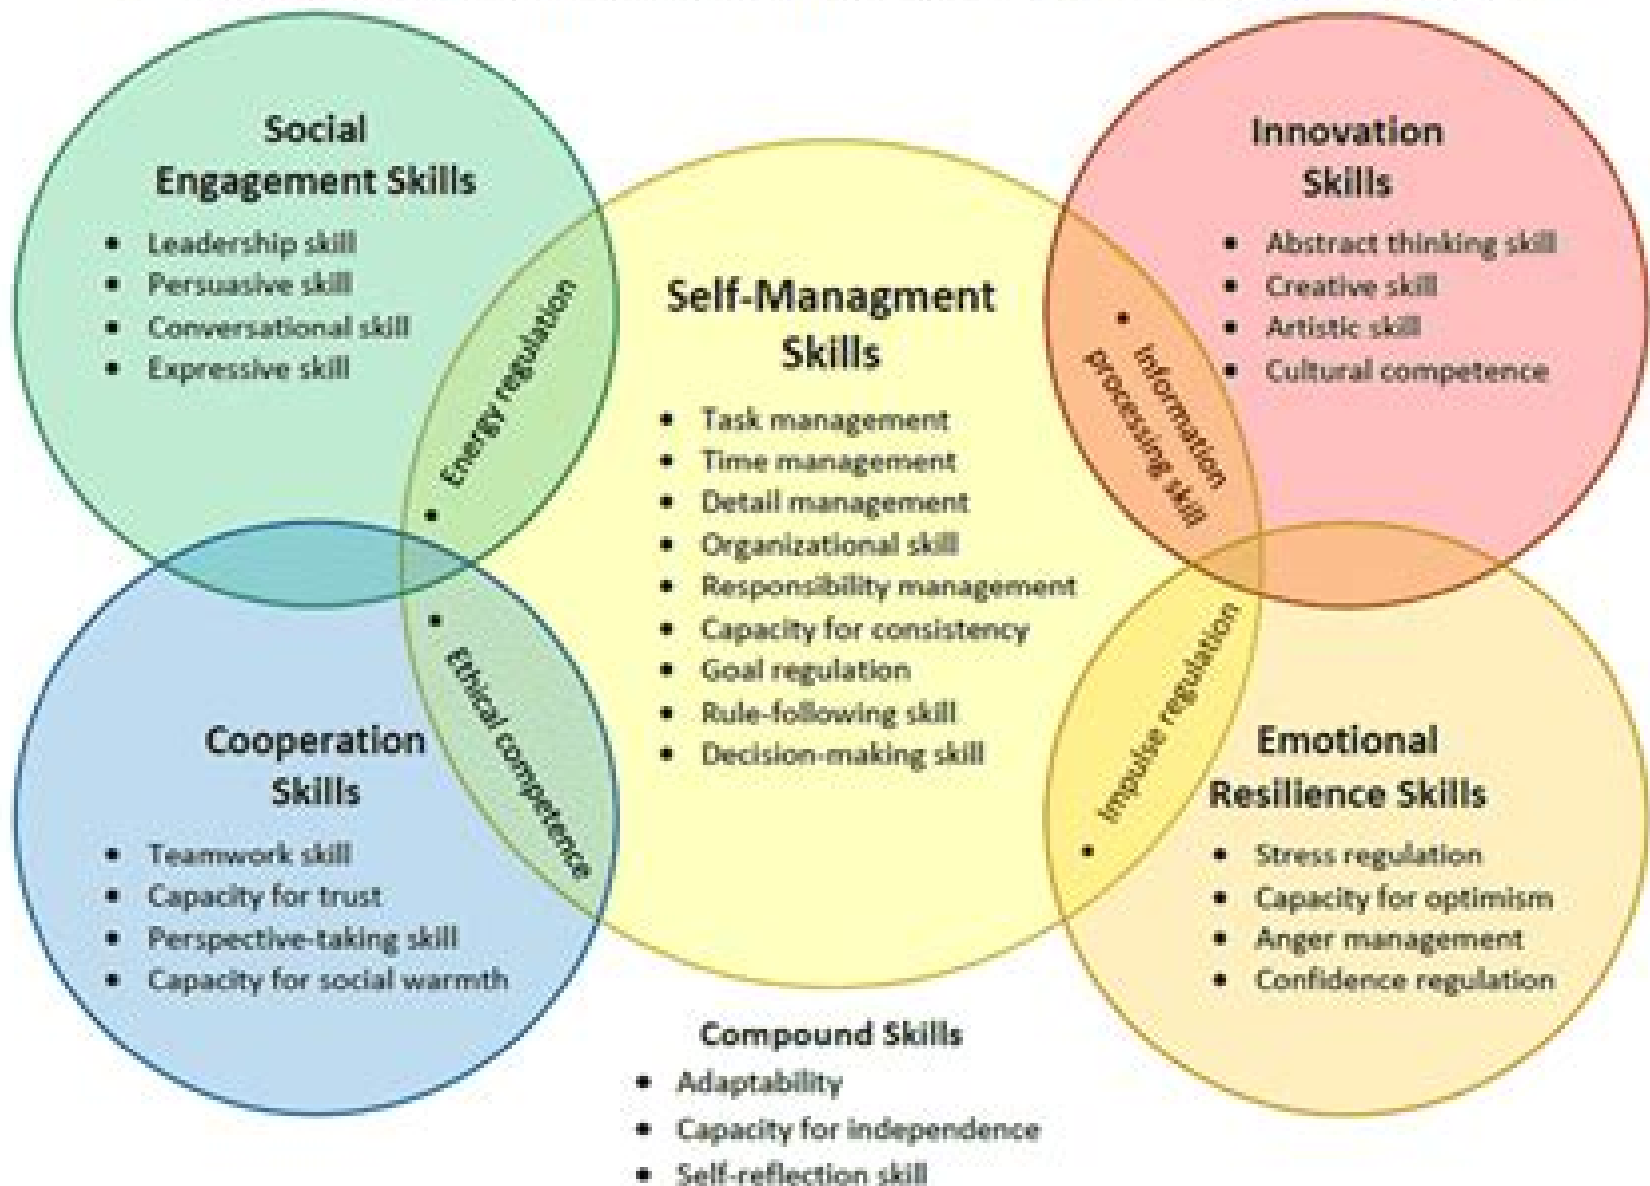 Social
Engagement Skills
• Leadership skill
• Persuasive skill
• Conversational skill
• Expressive skill
• Energy regulation
Self-Managment
Skills
• Task management
• Time management
• Detail management
• Organizational skill
• Responsibility management
• Capacity for consistency
• Goal regulation
• Rule-following skill
• Decision-making skill
Innovation
Skills
• Abstract thinking skill
• Creative skill
• Artistic skill
• Cultural competence
• Information
processing skill
Cooperation
Skills
• Teamwork skill
• Capacity for trust
• Perspective-taking skill
• Capacity for social warmth
• Ethical competence
Emotional
Resilience Skills
• Stress regulation
• Capacity for optimism
• Anger management
• Confidence regulation
• Impulse regulation
Compound Skills
• Adaptability
• Capacity for independence
• Self-reflection skill